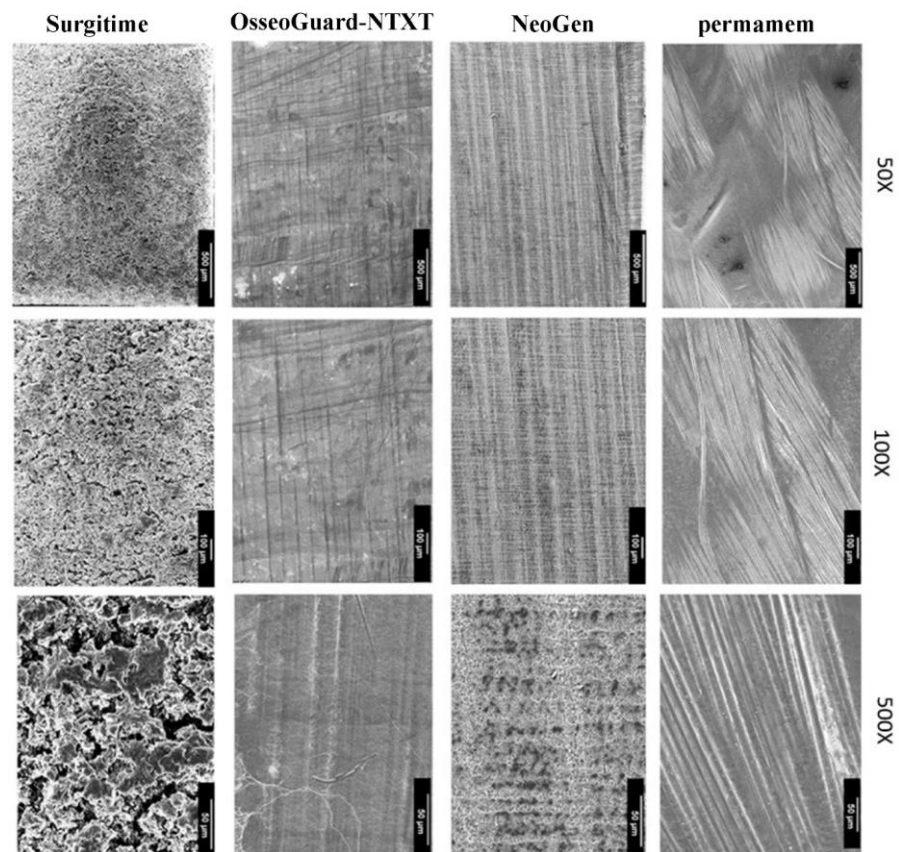 Surgitime OsseoGuard-NTXT NeoGen permamem
500 µm 500 µm 500 µm 500 µm 50X
100 µm 100 µm 100 µm 100 µm 100X
50 µm 50 µm 50 µm 50 µm 500X